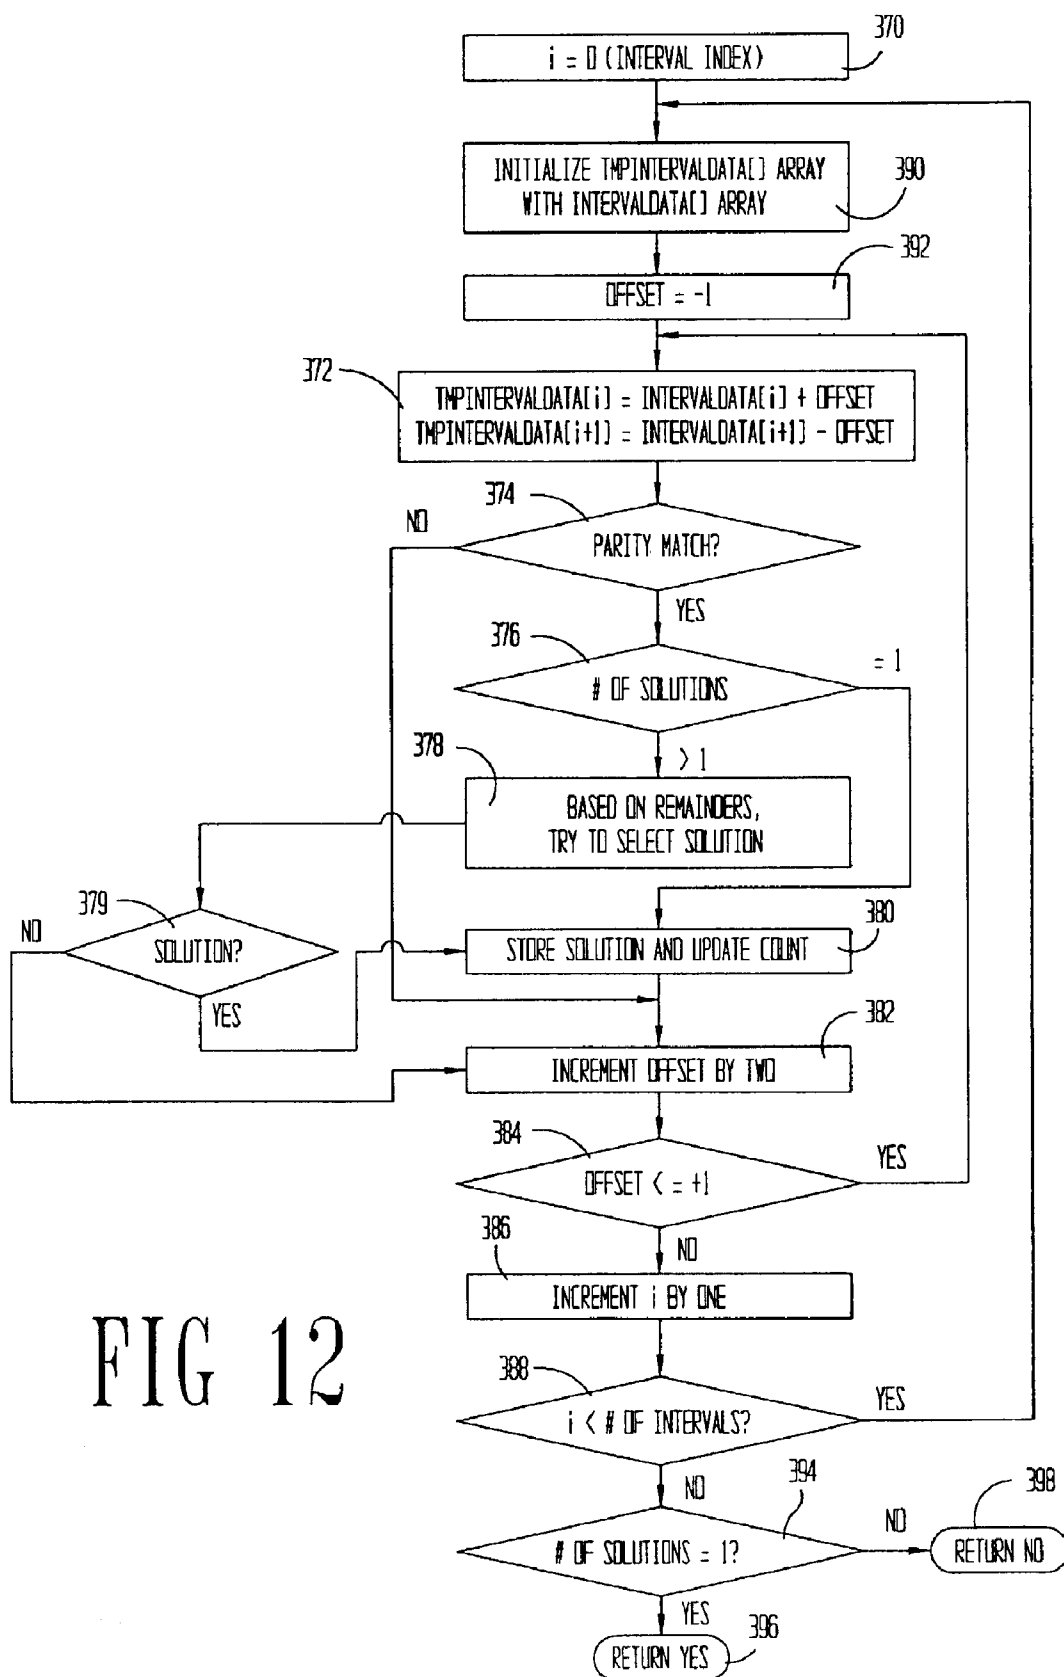 370
i = 0 (INTERVAL INDEX)
INITIALIZE TMPINTERVALDATA[] ARRAY
WITH INTERVALDATA[] ARRAY
390
392
OFFSET = -1
372
TMPINTERVALDATA[i] = INTERVALDATA[i] + OFFSET
TMPINTERVALDATA[i+1] = INTERVALDATA[i+1] - OFFSET
374
NO
PARITY MATCH?
YES
376
= 1
# OF SOLUTIONS
378
> 1
BASED ON REMAINDERS,
TRY TO SELECT SOLUTION
379
NO
SOLUTION?
YES
380
STORE SOLUTION AND UPDATE COUNT
382
INCREMENT OFFSET BY TWO
384
YES
OFFSET < = +1
386
NO
INCREMENT i BY ONE
FIG 12
388
YES
i < # OF INTERVALS?
NO
394
398
NO
# OF SOLUTIONS = 1?
RETURN NO
YES
396
RETURN YES